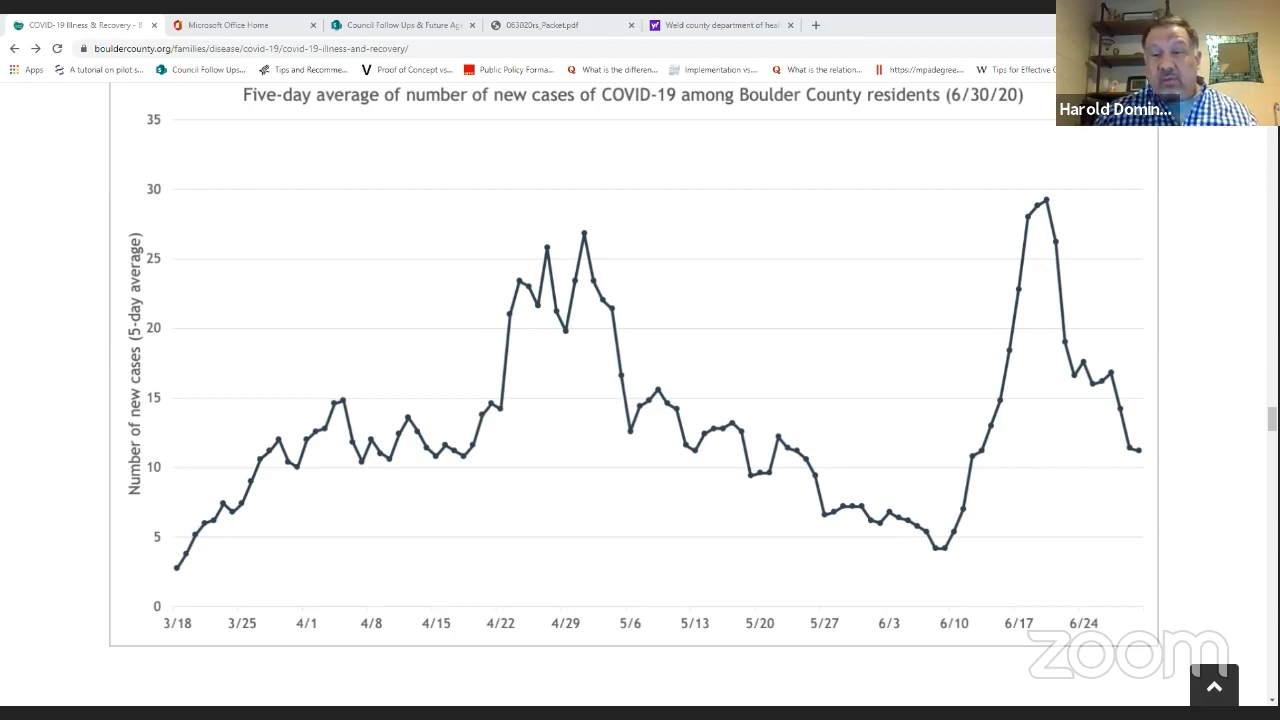 COVID-19 Illness & Recovery - B
Microsoft Office Home
Council Follow Ups & Future Ag
063020rs_Packet.pdf
Weld county department of heal
bouldercounty.org/families/disease/covid-19/covid-19-illness-and-recovery/
Apps
A tutorial on pilot s...
Council Follow Ups...
Tips and Recomme...
Proof of Concept vs...
Public Policy Forma...
What is the differen...
Implementation vs...
What is the relation...
https://mpadegree....
Tips for Effective C
Harold Domin...
Five-day average of number of new cases of COVID-19 among Boulder County residents (6/30/20)
Number of new cases (5-day average)
35
30
25
20
15
10
5
0
3/18 3/25 4/1 4/8 4/15 4/22 4/29 5/6 5/13 5/20 5/27 6/3 6/10 6/17 6/24
zoom